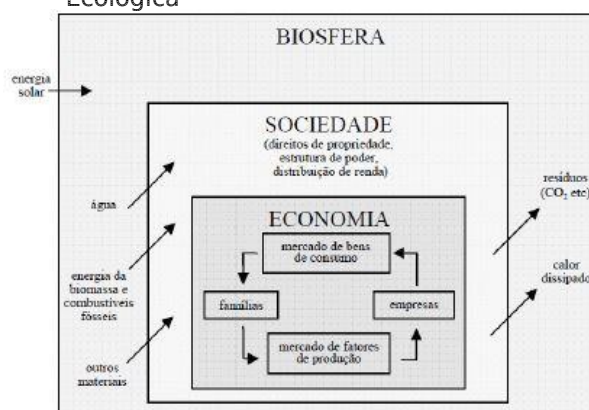 Ecológica
BIOSFERA
energia
solar
SOCIEDADE
(direitos de propriedade,
estrutura de poder,
distribuição de renda)
água
resíduos
(CO₂ etc)
ECONOMIA
mercado de bens
de consumo
energia da
biomassa e
combustíveis
fósseis
calor
dissipado
famílias
empresas
mercado de fatores
de produção
outros
materiais